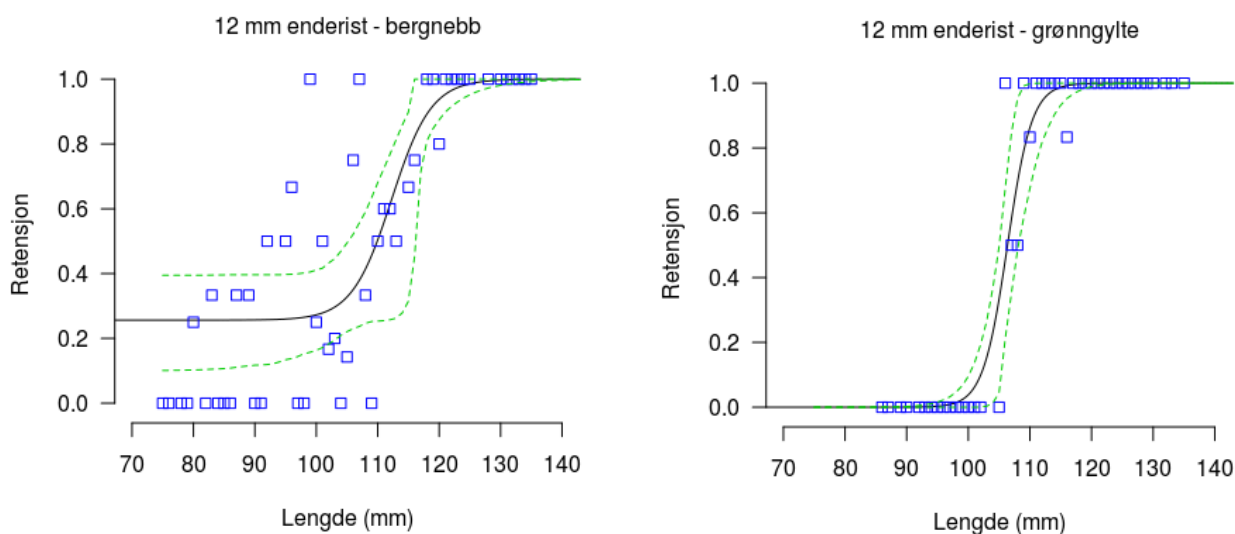 12 mm enderist - bergnebb
Retensjon
1.0
0.8
0.6
0.4
0.2
0.0
70 80 90 100 110 120 130 140
Lengde (mm)
12 mm enderist - grønngylte
Retensjon
1.0
0.8
0.6
0.4
0.2
0.0
70 80 90 100 110 120 130 140
Lengde (mm)